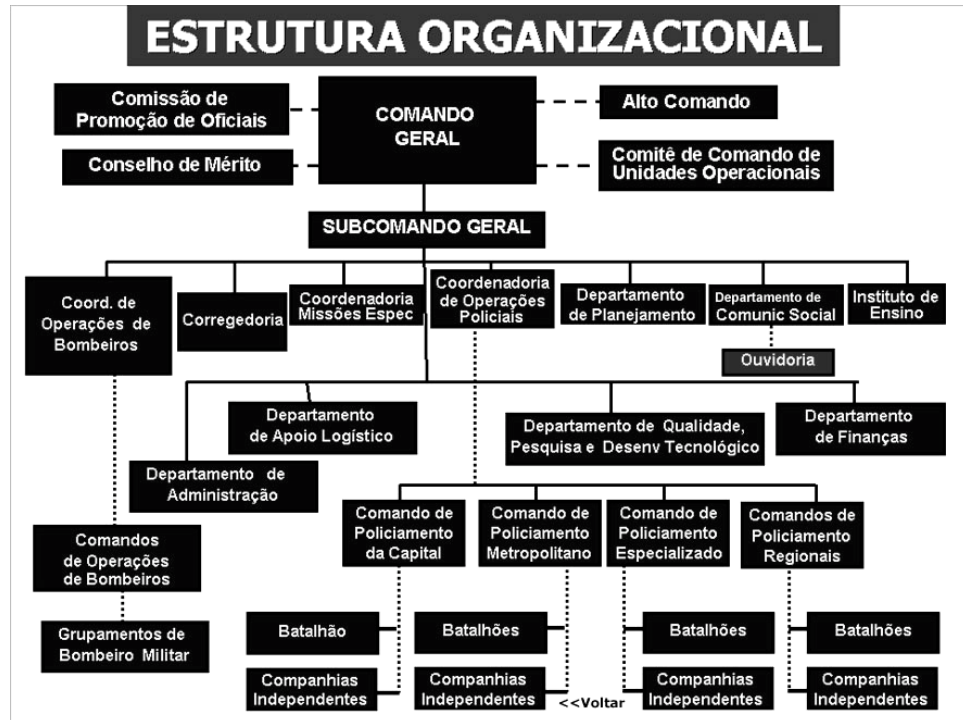 ESTRUTURA ORGANIZACIONAL
Comissão de
Promoção de Oficiais
COMANDO
GERAL
Alto Comando
Conselho de Mérito
Comitê de Comando de
Unidades Operacionais
SUBCOMANDO GERAL
Coord. de
Operações de
Bombeiros
Corregedoria
Coordenadoria
Missões Espec
Coordenadoria
de Operações
Policiais
Departamento
de Planejamento
Departamento de
Comunic Social
Instituto de
Ensino
Ouvidoria
Departamento
de Apoio Logístico
Departamento de Qualidade,
Pesquisa e Desenv Tecnológico
Departamento
de Finanças
Departamento de
Administração
Comando de
Policiamento
da Capital
Comando de
Policiamento
Metropolitano
Comando de
Policiamento
Especializado
Comandos de
Policiamento
Regionais
Comandos
de Operações
de Bombeiros
Grupamentos de
Bombeiro Militar
Batalhão
Batalhões
Batalhões
Batalhões
Companhias
Independentes
Companhias
Independentes
Companhias
Independentes
Companhias
Independentes
<<Voltar